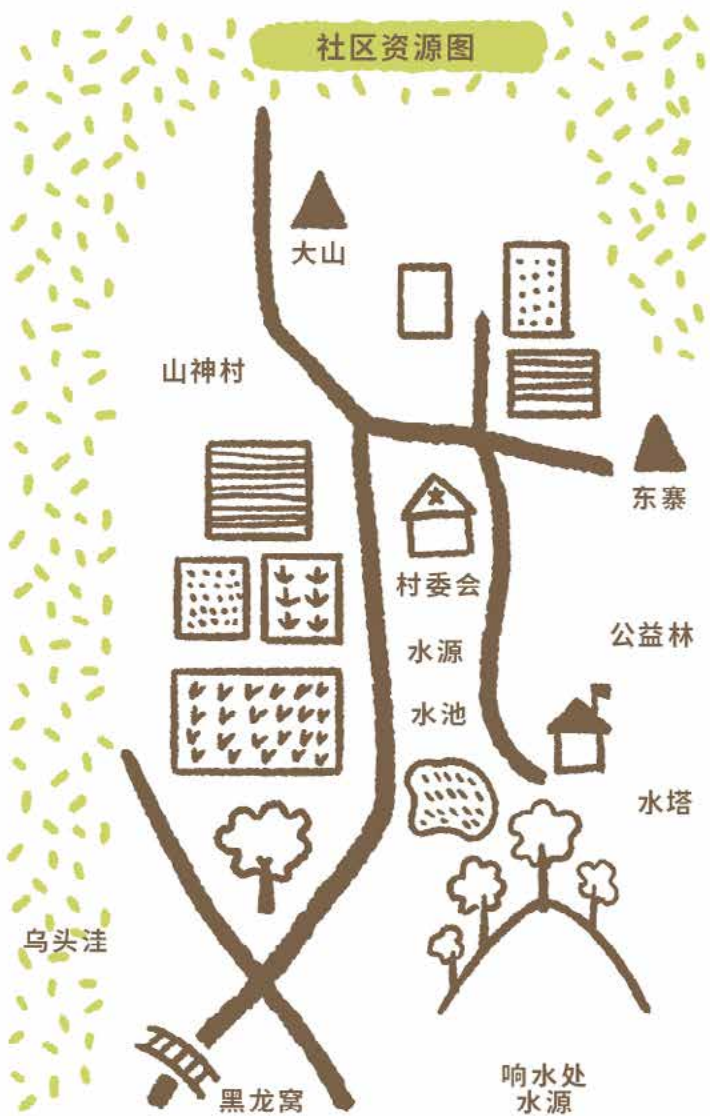 社区资源图
大山
山神村
东寨
村委会
公益林
水源
水池
水塔
乌头洼
响水处
水源
黑龙窝